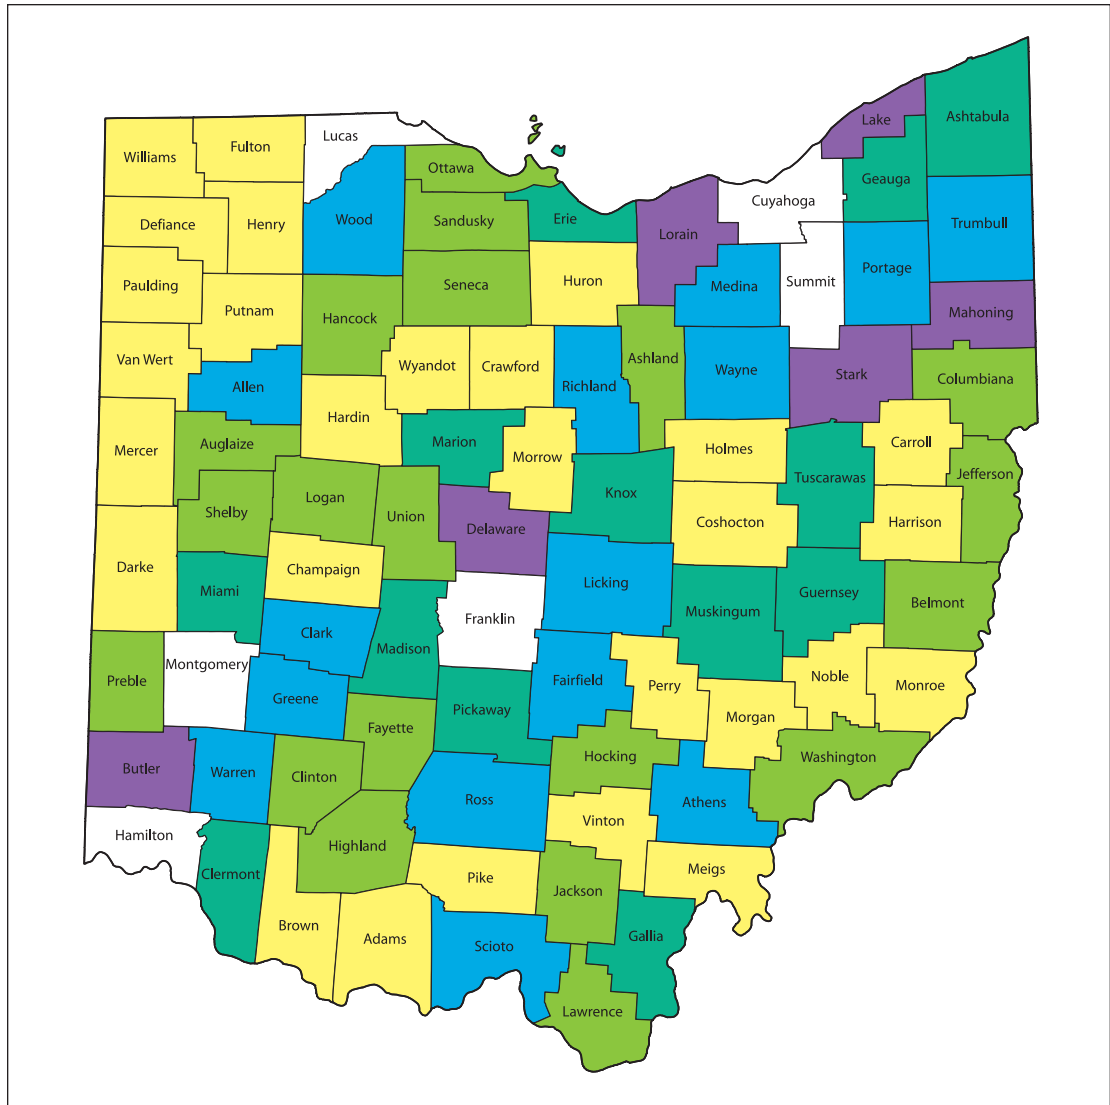 Lake
Ashtabula
Lucas
Fulton
Williams
Ottawa
Geauga
Cuyahoga
Wood
Sandusky
Erie
Trumbull
Defiance
Henry
Lorain
Portage
Paulding
Seneca
Huron
Medina
Summit
Putnam
Hancock
Mahoning
Van Wert
Allen
Wyandot
Crawford
Richland
Ashland
Wayne
Stark
Columbiana
Hardin
Mercer
Auglaize
Marion
Morrow
Holmes
Carroll
Tuscarawas
Jefferson
Logan
Knox
Shelby
Union
Delaware
Coshocton
Harrison
Darke
Champaign
Licking
Miami
Muskingum
Guernsey
Belmont
Franklin
Clark
Madison
Montgomery
Preble
Greene
Fairfield
Perry
Noble
Monroe
Pickaway
Fayette
Morgan
Butler
Warren
Clinton
Hocking
Washington
Ross
Athens
Hamilton
Highland
Vinton
Clermont
Pike
Meigs
Jackson
Brown
Adams
Scioto
Gallia
Lawrence